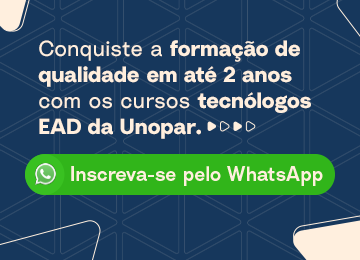 Conquiste a formação de
qualidade em até 2 anos
com os cursos tecnólogos
EAD da Unopar.
Inscreva-se pelo WhatsApp